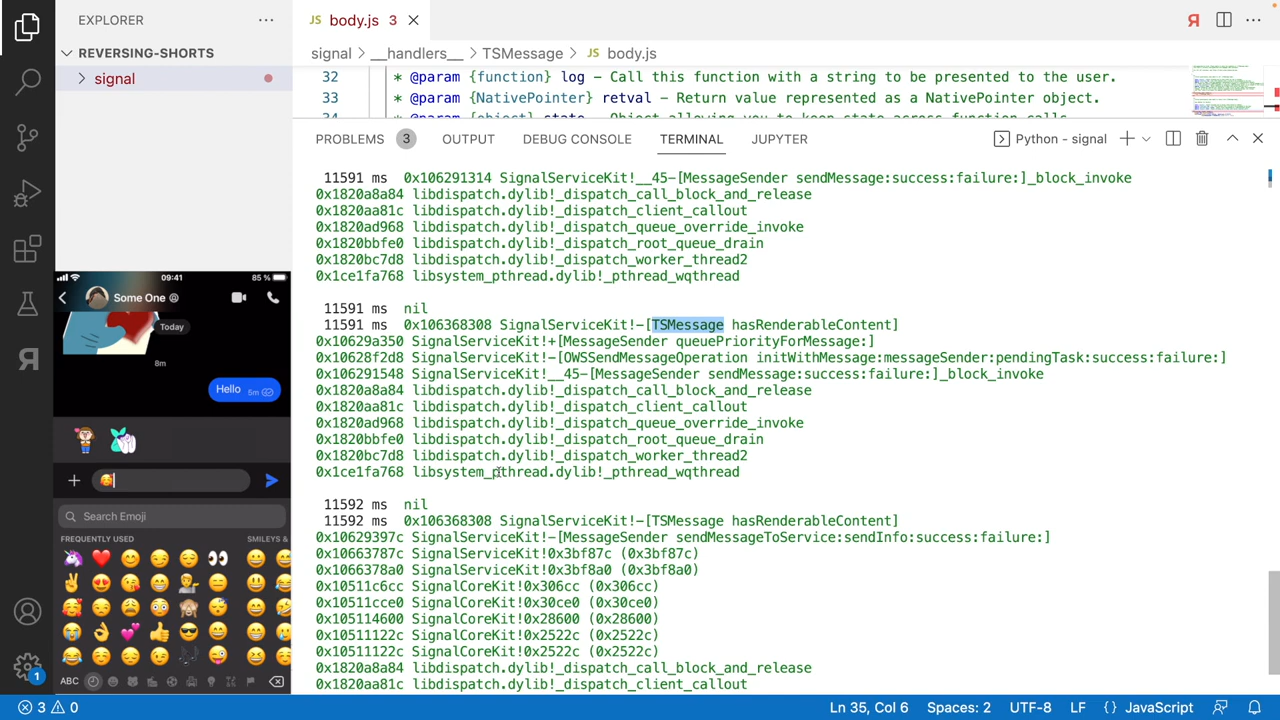 EXPLORER
REVERSING-SHORTS
signal
JS body.js 3
Я
signal > __handlers__ > TSMessage > JS body.js
32 * @param {function} log - Call this function with a string to be presented to the user.
33 * @param {NativePointer} retval - Return value represented as a NativePointer object.
PROBLEMS 3 OUTPUT DEBUG CONSOLE TERMINAL JUPYTER
Python - signal
11591 ms 0x106291314 SignalServiceKit!__45-[MessageSender sendMessage:success:failure:]_block_invoke
0x1820a8a84 libdispatch.dylib!_dispatch_call_block_and_release
0x1820aa81c libdispatch.dylib!_dispatch_client_callout
0x1820ad968 libdispatch.dylib!_dispatch_queue_override_invoke
0x1820bbfe0 libdispatch.dylib!_dispatch_root_queue_drain
0x1820bc7d8 libdispatch.dylib!_dispatch_worker_thread2
0x1ce1fa768 libsystem_pthread.dylib!_pthread_wqthread
11591 ms nil
11591 ms 0x106368308 SignalServiceKit!-[TSMessage hasRenderableContent]
0x10629a350 SignalServiceKit!+[MessageSender queuePriorityForMessage:]
0x10628f2d8 SignalServiceKit!-[OWSSendMessageOperation initWithMessage:messageSender:pendingTask:success:failure:]
0x106291548 SignalServiceKit!__45-[MessageSender sendMessage:success:failure:]_block_invoke
0x1820a8a84 libdispatch.dylib!_dispatch_call_block_and_release
0x1820aa81c libdispatch.dylib!_dispatch_client_callout
0x1820ad968 libdispatch.dylib!_dispatch_queue_override_invoke
0x1820bbfe0 libdispatch.dylib!_dispatch_root_queue_drain
0x1820bc7d8 libdispatch.dylib!_dispatch_worker_thread2
0x1ce1fa768 libsystem_pthread.dylib!_pthread_wqthread
11592 ms nil
11592 ms 0x106368308 SignalServiceKit!-[TSMessage hasRenderableContent]
0x10629397c SignalServiceKit!-[MessageSender sendMessageToService:sendInfo:success:failure:]
0x10663787c SignalServiceKit!0x3bf87c (0x3bf87c)
0x1066378a0 SignalServiceKit!0x3bf8a0 (0x3bf8a0)
0x10511c6cc SignalCoreKit!0x306cc (0x306cc)
0x10511cce0 SignalCoreKit!0x30ce0 (0x30ce0)
0x105114600 SignalCoreKit!0x28600 (0x28600)
0x10511122c SignalCoreKit!0x2522c (0x2522c)
0x10511122c SignalCoreKit!0x2522c (0x2522c)
0x1820a8a84 libdispatch.dylib!_dispatch_call_block_and_release
0x1820aa81c libdispatch.dylib!_dispatch_client_callout
09:41 85 %
Some One
Today
8m
Hello 6m
Search Emoji
FREQUENTLY USED SMILEYS &
ABC
Я
1
3 0 Ln 35, Col 6 Spaces: 2 UTF-8 LF {} JavaScript